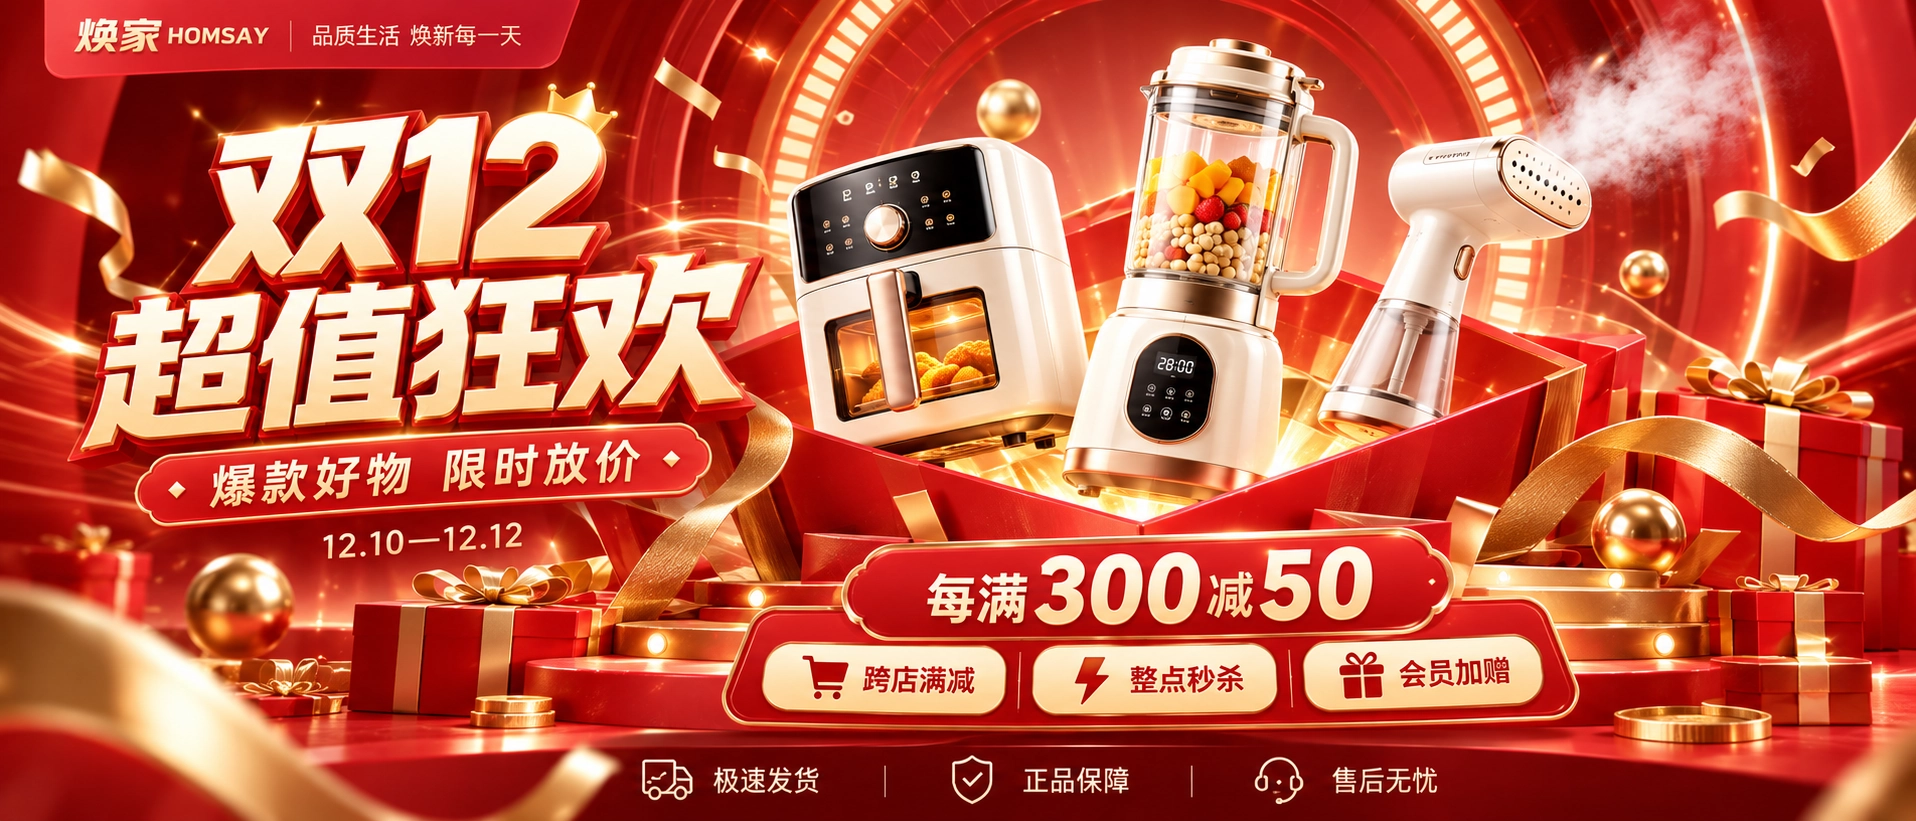 焕家 HOMSAY 品质生活 焕新每一天
双12
超值狂欢
爆款好物 限时放价
12.10—12.12
28:00
每满300减50
跨店满减 整点秒杀 会员加赠
极速发货 正品保障 售后无忧